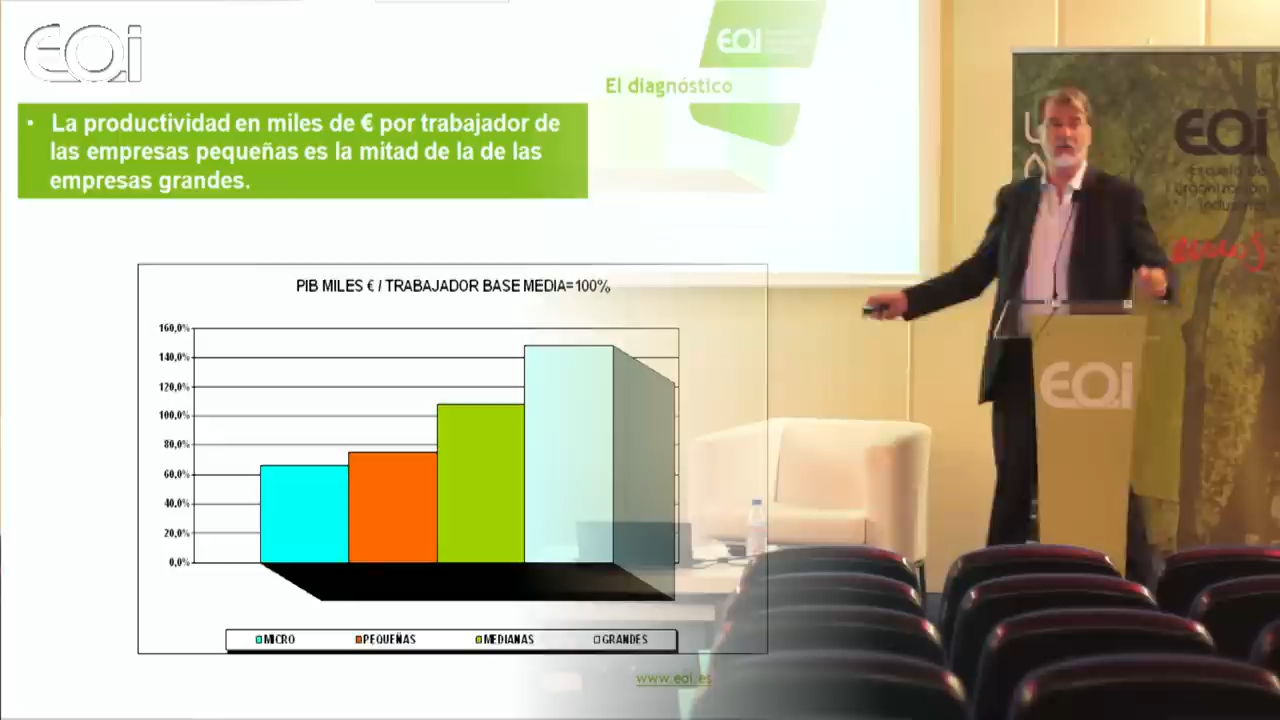 EOi
EOi
El diagnóstico
• La productividad en miles de € por trabajador de
las empresas pequeñas es la mitad de la de las
empresas grandes.
EOi
Escuela de
Organización
Industrial
PIB MILES € / TRABAJADOR BASE MEDIA=100%
160,0%
140,0%
120,0%
100,0%
80,0%
60,0%
40,0%
20,0%
0,0%
EOi
MICRO PEQUEÑAS MEDIANAS GRANDES
www.eoi.es